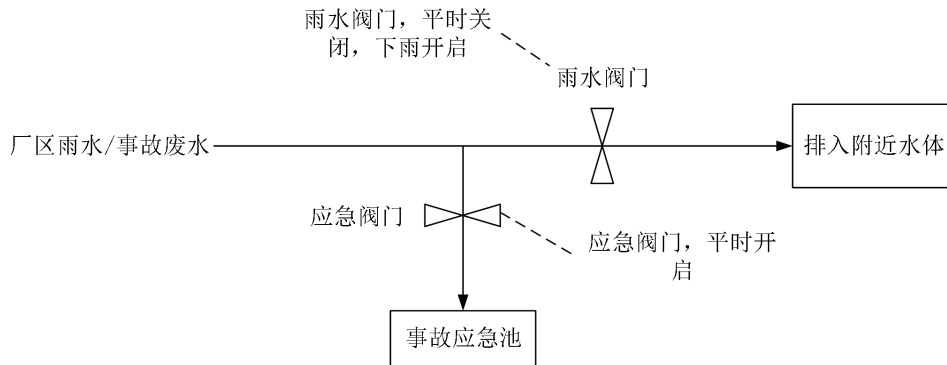 雨水阀门，平时关
闭，下雨开启
雨水阀门
厂区雨水/事故废水
排入附近水体
应急阀门
应急阀门，平时开
启
事故应急池